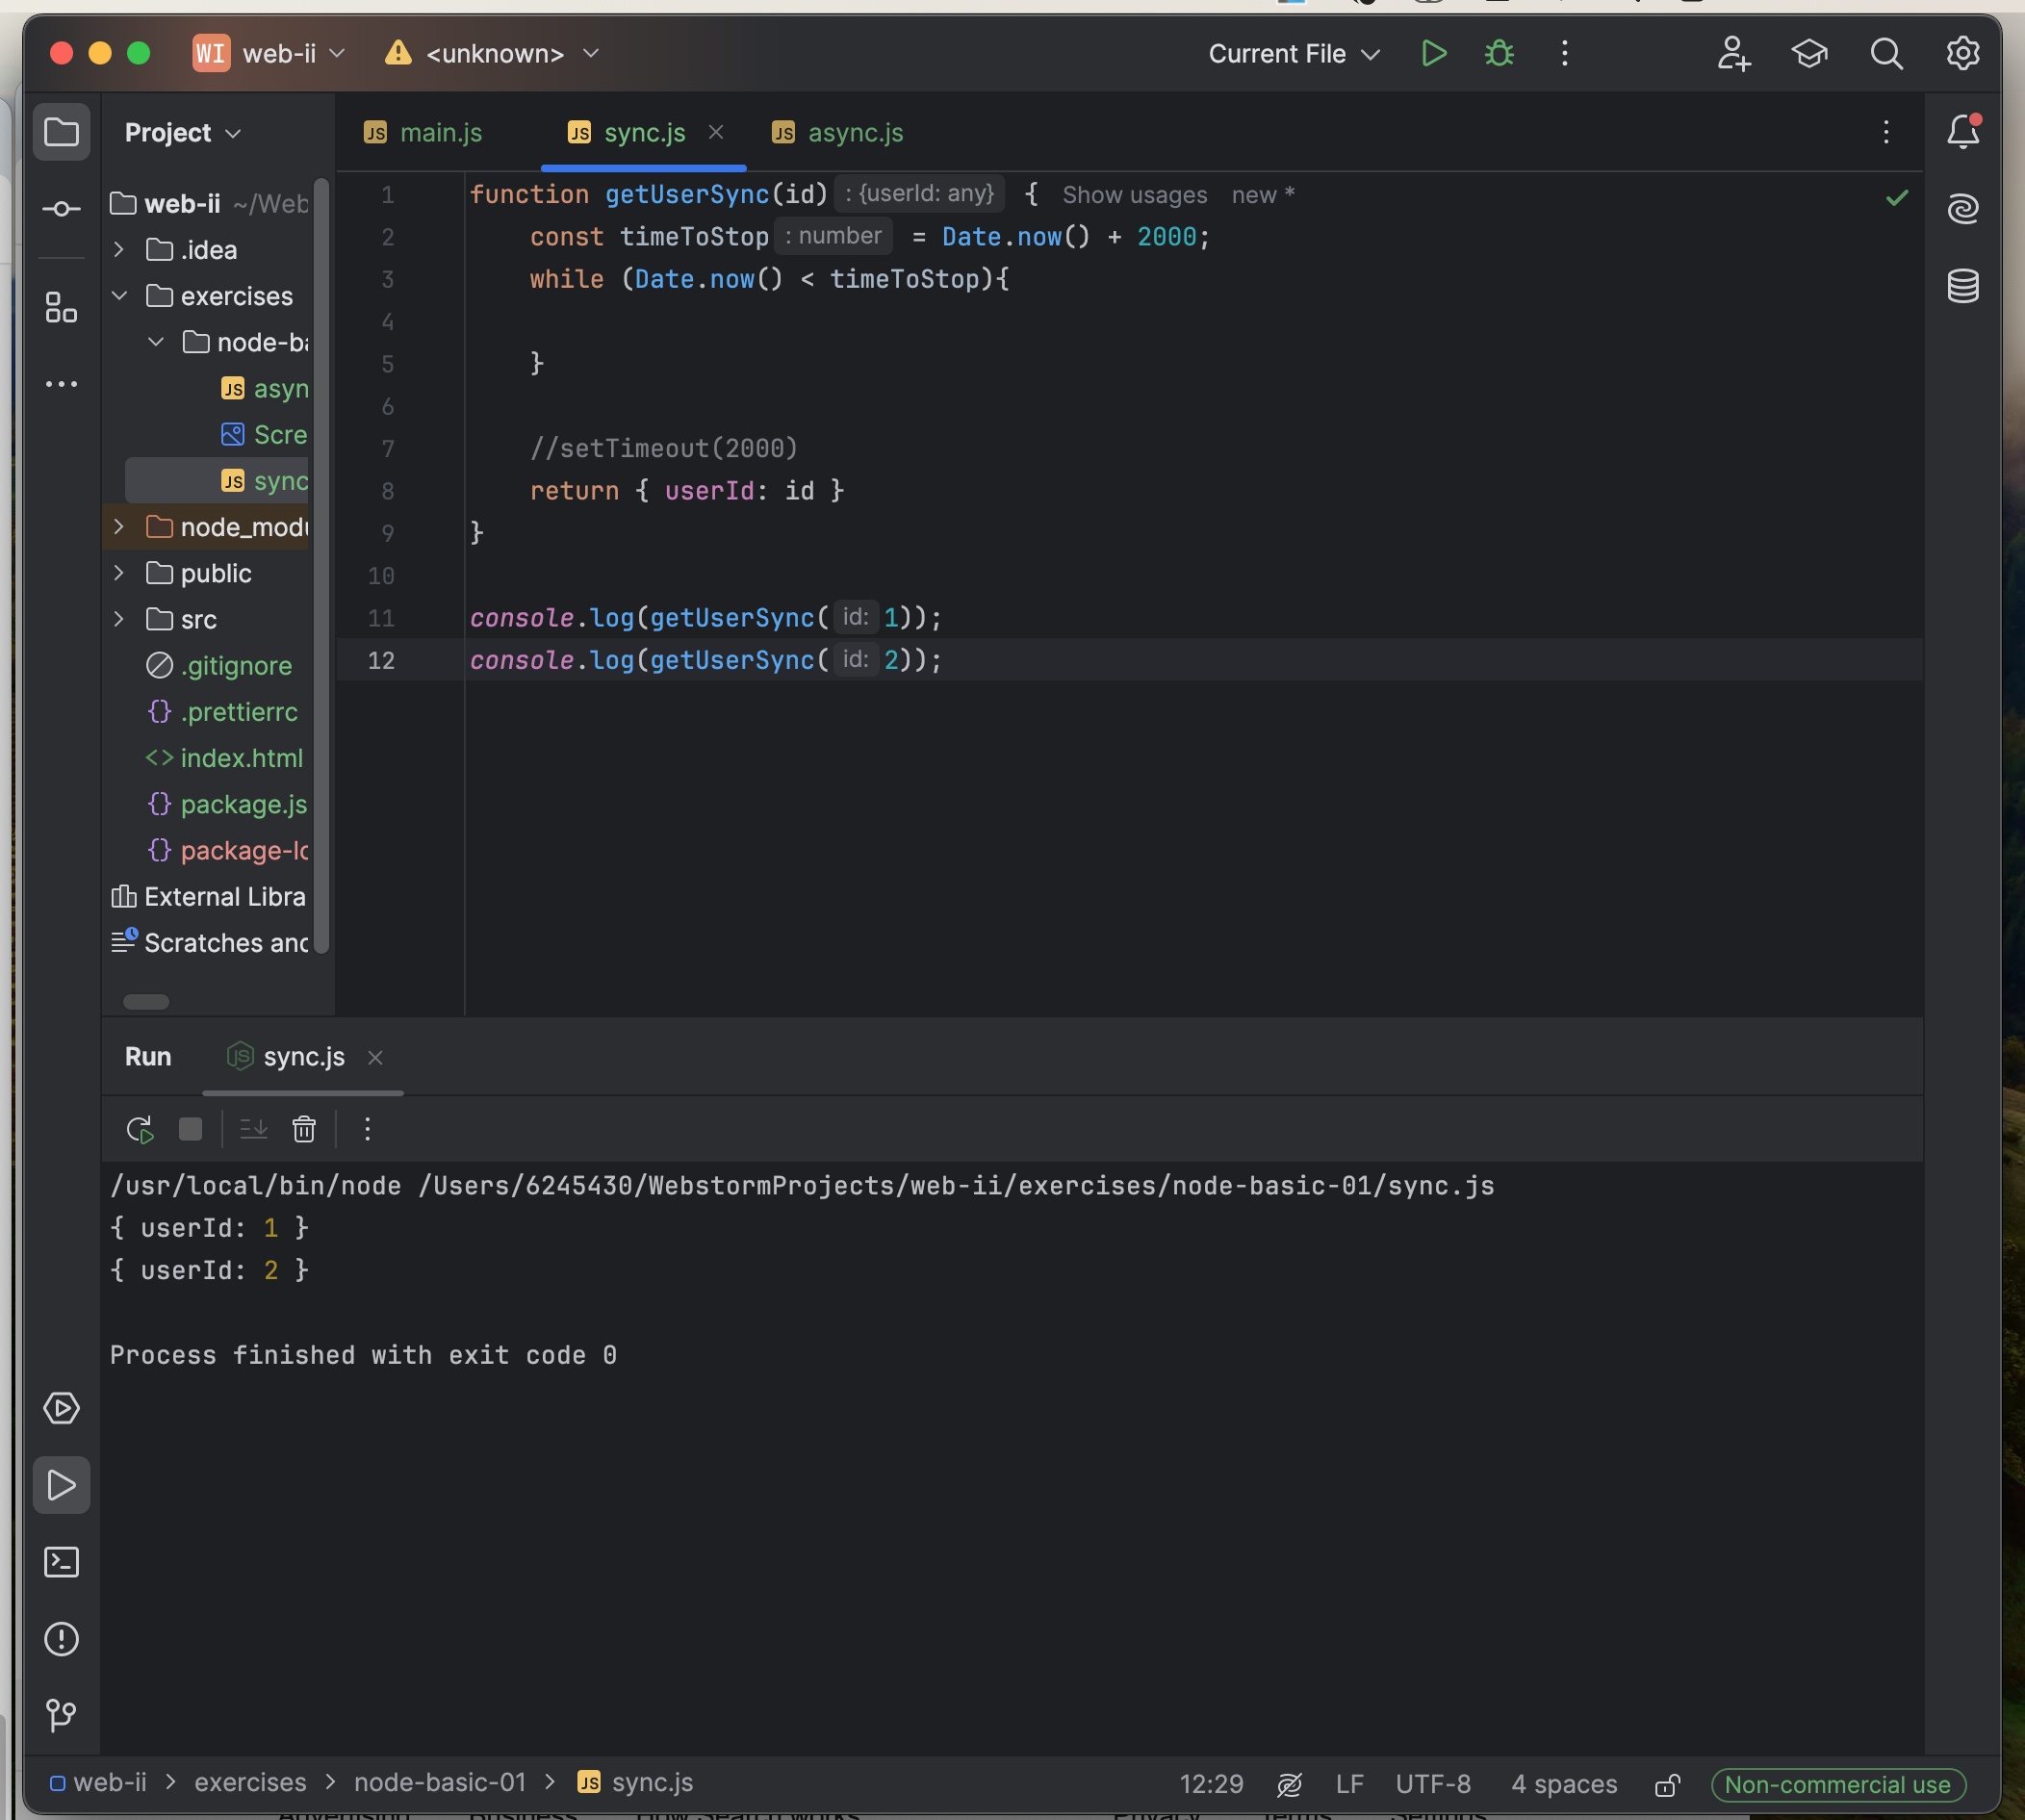 WI web-ii <unknown> Current File
Project
main.js sync.js async.js
web-ii ~/Web
.idea
exercises
node-ba
asyn
Scre
sync
node_modu
public
src
.gitignore
.prettierrc
index.html
package.js
package-lo
External Libra
Scratches and
1 function getUserSync(id) : {userId: any} { Show usages new *
2 const timeToStop : number = Date.now() + 2000;
3 while (Date.now() < timeToStop){
4
5 }
6
7 //setTimeout(2000)
8 return { userId: id }
9 }
10
11 console.log(getUserSync( id: 1));
12 console.log(getUserSync( id: 2));
Run sync.js
/usr/local/bin/node /Users/6245430/WebstormProjects/web-ii/exercises/node-basic-01/sync.js
{ userId: 1 }
{ userId: 2 }
Process finished with exit code 0
web-ii > exercises > node-basic-01 > JS sync.js 12:29 LF UTF-8 4 spaces Non-commercial use